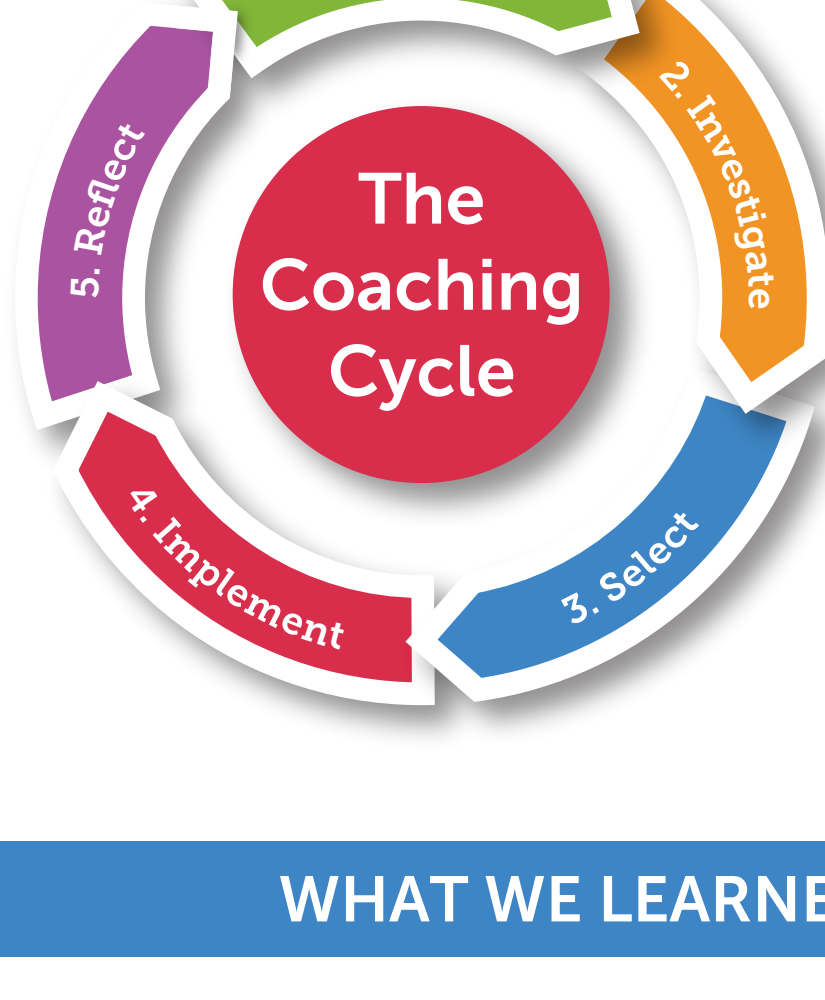 The
Coaching
Cycle
2. Investigate
3. Select
4. Implement
5. Reflect
WHAT WE LEARNE